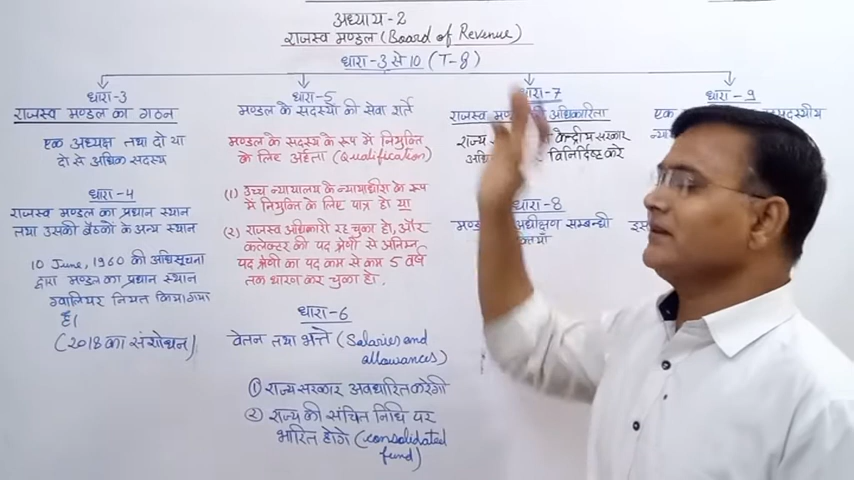 अध्याय-2
राजस्व मण्डल (Board of Revenue)
धारा-3 से 10 (T-8)
धारा-3
राजस्व मण्डल का गठन
एक अध्यक्ष तथा दो या
दो से अधिक सदस्य
धारा-4
राजस्व मण्डल का प्रधान स्थान
तथा उसकी बैठकों के अन्य स्थान
10 June, 1960 की अधिसूचना
द्वारा मण्डल का प्रधान स्थान
ग्वालियर नियत किया गया
है।
(2018 का संशोधन)
धारा-5
मण्डल के सदस्यों की सेवा शर्ते
मण्डल के सदस्य के रूप में नियुक्ति
के लिए अर्हता (Qualification)
(1) उच्च न्यायालय के न्यायाधीश के रूप
में नियुक्ति के लिए पात्र हो या
(2) राजस्व अधिकारी रह चुका हो, और
कलेक्टर की पद श्रेणी से अनिम्न
पद श्रेणी का पद कम से कम 5 वर्ष
तक धारण कर चुका हो.
धारा-6
वेतन तथा भत्ते (Salaries and
allowances)
① राज्य सरकार अवधारित करेगी
② राज्य की संचित निधि पर
भारित होगे (consolidated
fund)
धारा-7
राजस्व अधिकारिता
राज्य केन्द्रीय सरकार
विनिर्दिष्ट करे
धारा-8
अधीक्षण सम्बन्धी
धारा-9
एक